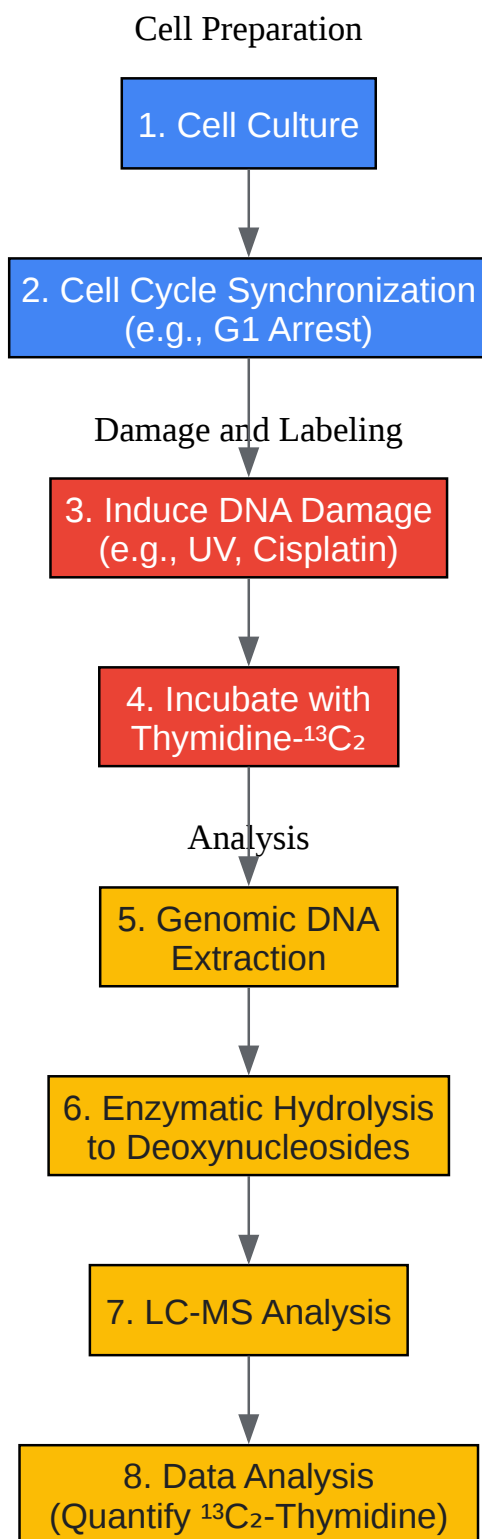 Cell Preparation
1. Cell Culture
2. Cell Cycle Synchronization
(e.g., G1 Arrest)
Damage and Labeling
3. Induce DNA Damage
(e.g., UV, Cisplatin)
4. Incubate with
Thymidine-¹³C₂
Analysis
5. Genomic DNA
Extraction
6. Enzymatic Hydrolysis
to Deoxynucleosides
7. LC-MS Analysis
8. Data Analysis
(Quantify ¹³C₂-Thymidine)